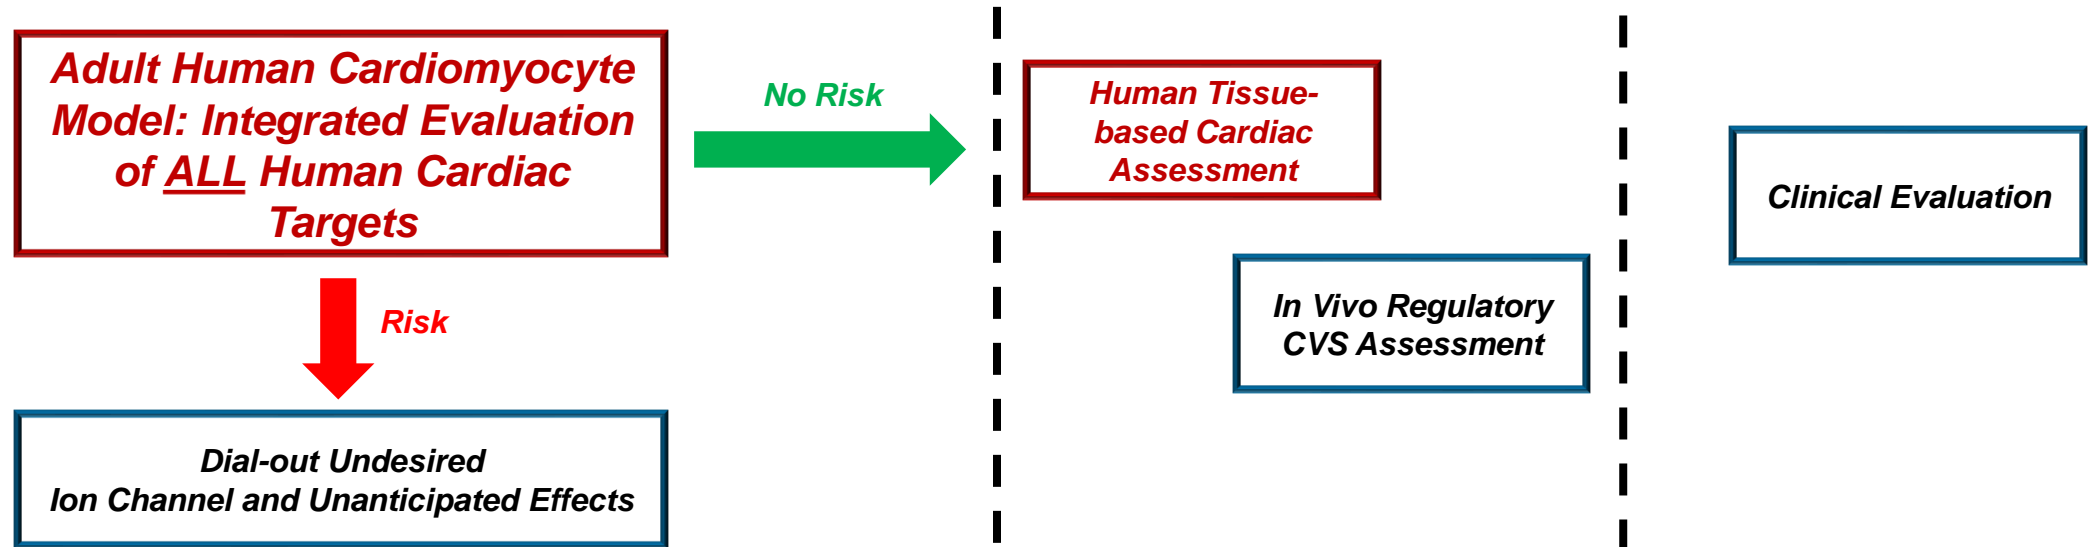 Adult Human Cardiomyocyte
Model: Integrated Evaluation
of ALL Human Cardiac
Targets
No Risk
Risk
Dial-out Undesired
Ion Channel and Unanticipated Effects
Human Tissue-
based Cardiac
Assessment
In Vivo Regulatory
CVS Assessment
Clinical Evaluation